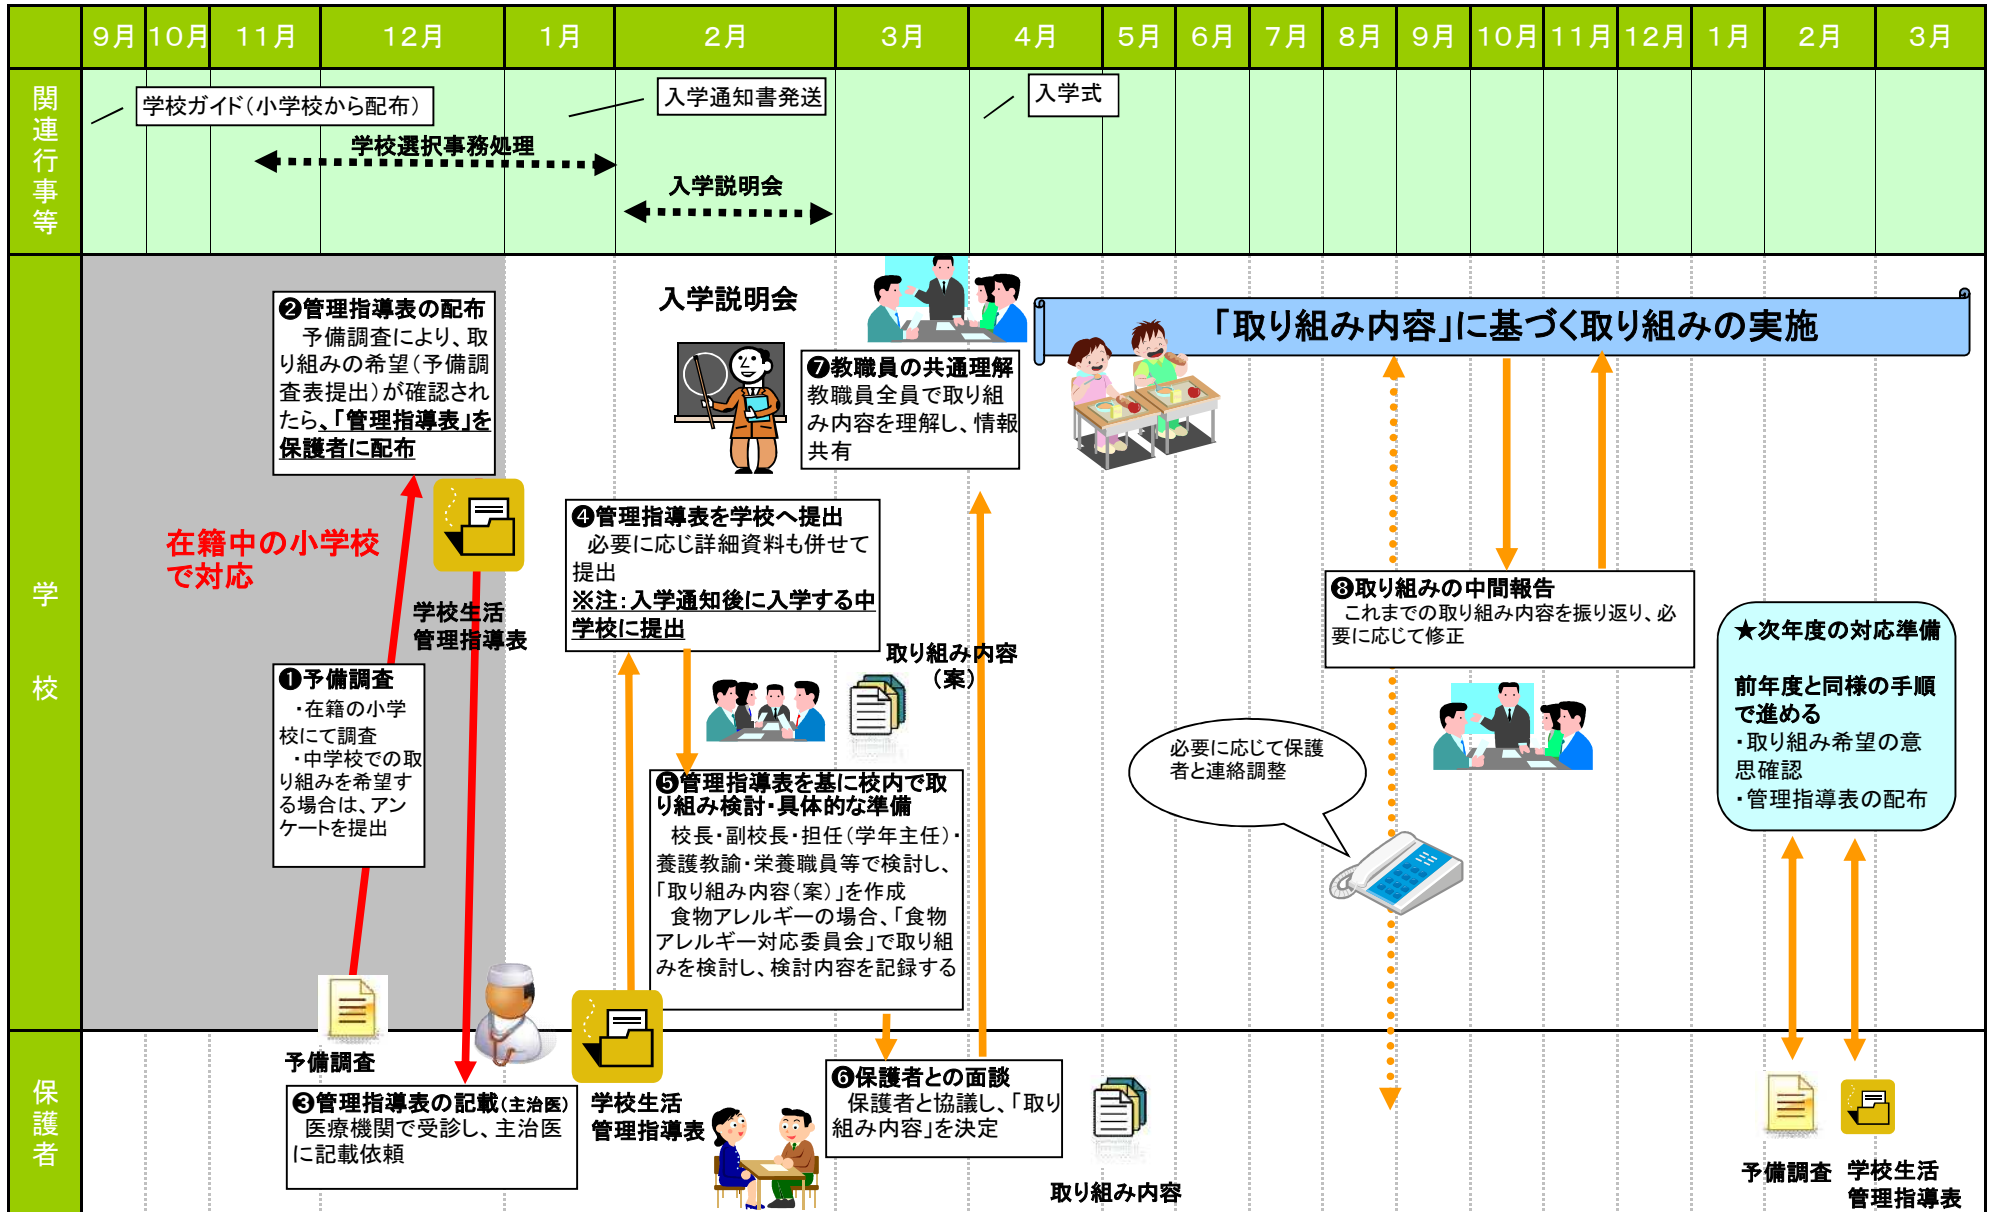 9月 10月 11月 12月 1月 2月 3月 4月 5月 6月 7月 8月 9月 10月 11月 12月 1月 2月 3月
関連行事等
学校ガイド（小学校から配布）
入学通知書発送
入学式
学校選択事務処理
入学説明会
学校
❷管理指導表の配布
予備調査により、取
り組みの希望（予備調
査表提出）が確認され
たら、「管理指導表」を
保護者に配布
入学説明会
❼教職員の共通理解
教職員全員で取り組
み内容を理解し、情報
共有
「取り組み内容」に基づく取り組みの実施
在籍中の小学校
で対応
学校生活
管理指導表
❹管理指導表を学校へ提出
必要に応じ詳細資料も併せて
提出
※注：入学通知後に入学する中
学校に提出
取り組み内容
（案）
❶予備調査
・在籍の小学
校にて調査
・中学校での取
り組みを希望す
る場合は、アン
ケートを提出
❺管理指導表を基に校内で取
り組み検討・具体的な準備
校長・副校長・担任（学年主任）・
養護教諭・栄養職員等で検討し、
「取り組み内容（案）」を作成
食物アレルギーの場合、「食物
アレルギー対応委員会」で取り組
みを検討し、検討内容を記録する
❽取り組みの中間報告
これまでの取り組み内容を振り返り、必
要に応じて修正
必要に応じて保護
者と連絡調整
★次年度の対応準備
前年度と同様の手順
で進める
・取り組み希望の意
思確認
・管理指導表の配布
保護者
予備調査
❸管理指導表の記載（主治医）
医療機関で受診し、主治医
に記載依頼
学校生活
管理指導表
❻保護者との面談
保護者と協議し、「取り
組み内容」を決定
取り組み内容
予備調査
学校生活
管理指導表